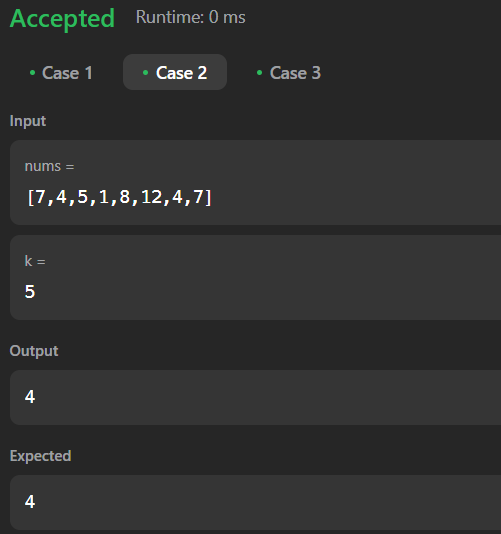 Accepted Runtime: 0 ms
• Case 1 • Case 2 • Case 3
Input
nums =
[7,4,5,1,8,12,4,7]
k =
5
Output
4
Expected
4